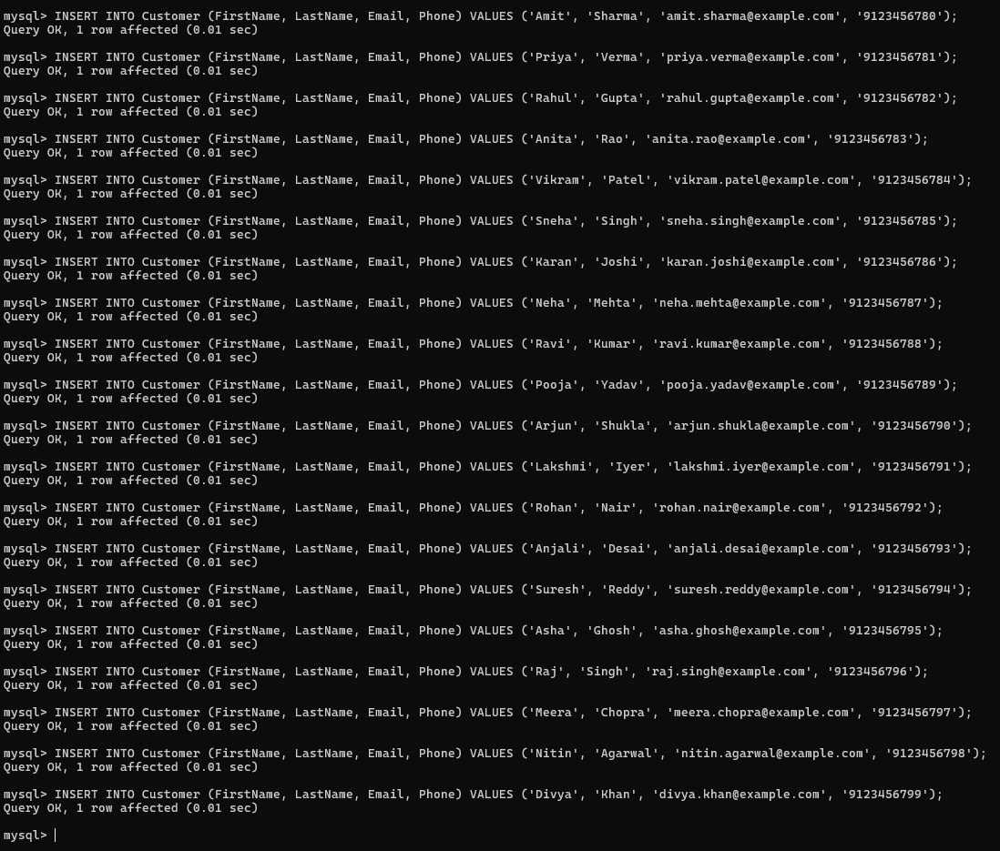 mysql> INSERT INTO Customer (FirstName, LastName, Email, Phone) VALUES ('Amit', 'Sharma', 'amit.sharma@example.com', '9123456780');
Query OK, 1 row affected (0.01 sec)
mysql> INSERT INTO Customer (FirstName, LastName, Email, Phone) VALUES ('Priya', 'Verma', 'priya.verma@example.com', '9123456781');
Query OK, 1 row affected (0.01 sec)
mysql> INSERT INTO Customer (FirstName, LastName, Email, Phone) VALUES ('Rahul', 'Gupta', 'rahul.gupta@example.com', '9123456782');
Query OK, 1 row affected (0.01 sec)
mysql> INSERT INTO Customer (FirstName, LastName, Email, Phone) VALUES ('Anita', 'Rao', 'anita.rao@example.com', '9123456783');
Query OK, 1 row affected (0.01 sec)
mysql> INSERT INTO Customer (FirstName, LastName, Email, Phone) VALUES ('Vikram', 'Patel', 'vikram.patel@example.com', '9123456784');
Query OK, 1 row affected (0.01 sec)
mysql> INSERT INTO Customer (FirstName, LastName, Email, Phone) VALUES ('Sneha', 'Singh', 'sneha.singh@example.com', '9123456785');
Query OK, 1 row affected (0.01 sec)
mysql> INSERT INTO Customer (FirstName, LastName, Email, Phone) VALUES ('Karan', 'Joshi', 'karan.joshi@example.com', '9123456786');
Query OK, 1 row affected (0.01 sec)
mysql> INSERT INTO Customer (FirstName, LastName, Email, Phone) VALUES ('Neha', 'Mehta', 'neha.mehta@example.com', '9123456787');
Query OK, 1 row affected (0.01 sec)
mysql> INSERT INTO Customer (FirstName, LastName, Email, Phone) VALUES ('Ravi', 'Kumar', 'ravi.kumar@example.com', '9123456788');
Query OK, 1 row affected (0.01 sec)
mysql> INSERT INTO Customer (FirstName, LastName, Email, Phone) VALUES ('Pooja', 'Yadav', 'pooja.yadav@example.com', '9123456789');
Query OK, 1 row affected (0.01 sec)
mysql> INSERT INTO Customer (FirstName, LastName, Email, Phone) VALUES ('Arjun', 'Shukla', 'arjun.shukla@example.com', '9123456790');
Query OK, 1 row affected (0.01 sec)
mysql> INSERT INTO Customer (FirstName, LastName, Email, Phone) VALUES ('Lakshmi', 'Iyer', 'lakshmi.iyer@example.com', '9123456791');
Query OK, 1 row affected (0.01 sec)
mysql> INSERT INTO Customer (FirstName, LastName, Email, Phone) VALUES ('Rohan', 'Nair', 'rohan.nair@example.com', '9123456792');
Query OK, 1 row affected (0.01 sec)
mysql> INSERT INTO Customer (FirstName, LastName, Email, Phone) VALUES ('Anjali', 'Desai', 'anjali.desai@example.com', '9123456793');
Query OK, 1 row affected (0.01 sec)
mysql> INSERT INTO Customer (FirstName, LastName, Email, Phone) VALUES ('Suresh', 'Reddy', 'suresh.reddy@example.com', '9123456794');
Query OK, 1 row affected (0.01 sec)
mysql> INSERT INTO Customer (FirstName, LastName, Email, Phone) VALUES ('Asha', 'Ghosh', 'asha.ghosh@example.com', '9123456795');
Query OK, 1 row affected (0.01 sec)
mysql> INSERT INTO Customer (FirstName, LastName, Email, Phone) VALUES ('Raj', 'Singh', 'raj.singh@example.com', '9123456796');
Query OK, 1 row affected (0.01 sec)
mysql> INSERT INTO Customer (FirstName, LastName, Email, Phone) VALUES ('Meera', 'Chopra', 'meera.chopra@example.com', '9123456797');
Query OK, 1 row affected (0.01 sec)
mysql> INSERT INTO Customer (FirstName, LastName, Email, Phone) VALUES ('Nitin', 'Agarwal', 'nitin.agarwal@example.com', '9123456798');
Query OK, 1 row affected (0.01 sec)
mysql> INSERT INTO Customer (FirstName, LastName, Email, Phone) VALUES ('Divya', 'Khan', 'divya.khan@example.com', '9123456799');
Query OK, 1 row affected (0.01 sec)
mysql>